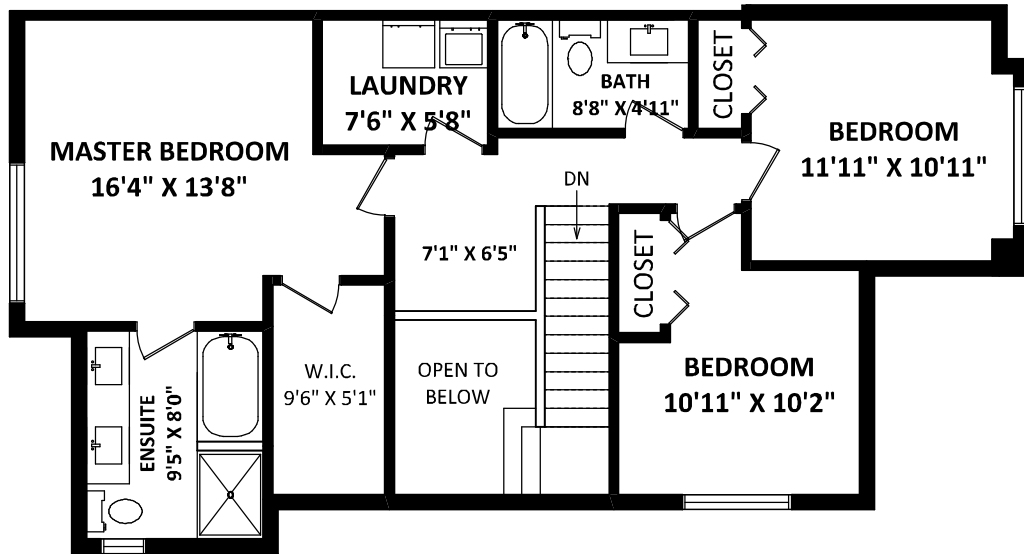 MASTER BEDROOM
16'4" X 13'8"
LAUNDRY
7'6" X 5'8"
BATH
8'8" X 4'11"
CLOSET
BEDROOM
11'11" X 10'11"
DN
7'1" X 6'5"
CLOSET
BEDROOM
10'11" X 10'2"
OPEN TO
BELOW
W.I.C.
9'6" X 5'1"
ENSUITE
9'5" X 8'0"